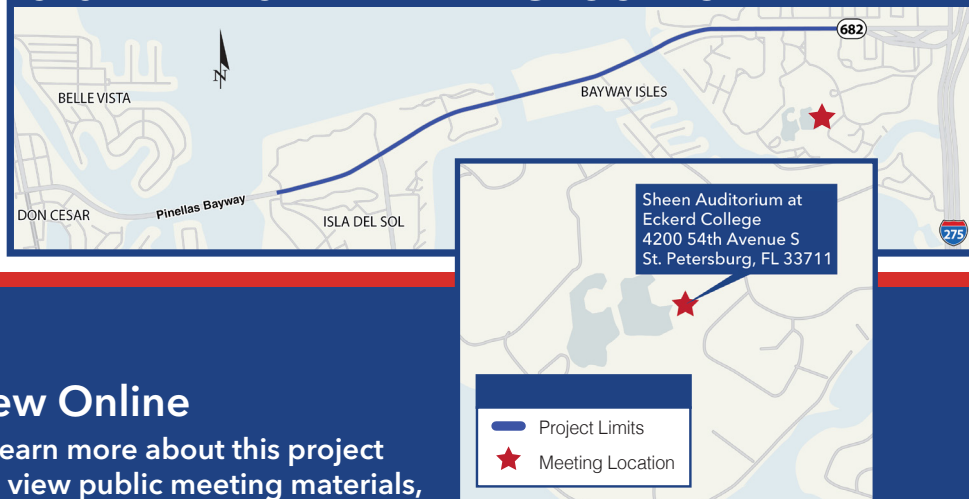 682
BELLE VISTA
N
BAYWAY ISLES
DON CESAR
Pinellas Bayway
ISLA DEL SOL
275
Sheen Auditorium at
Eckerd College
4200 54th Avenue S
St. Petersburg, FL 33711
Project Limits
Meeting Location
Online
learn more about this project
view public meeting materials,